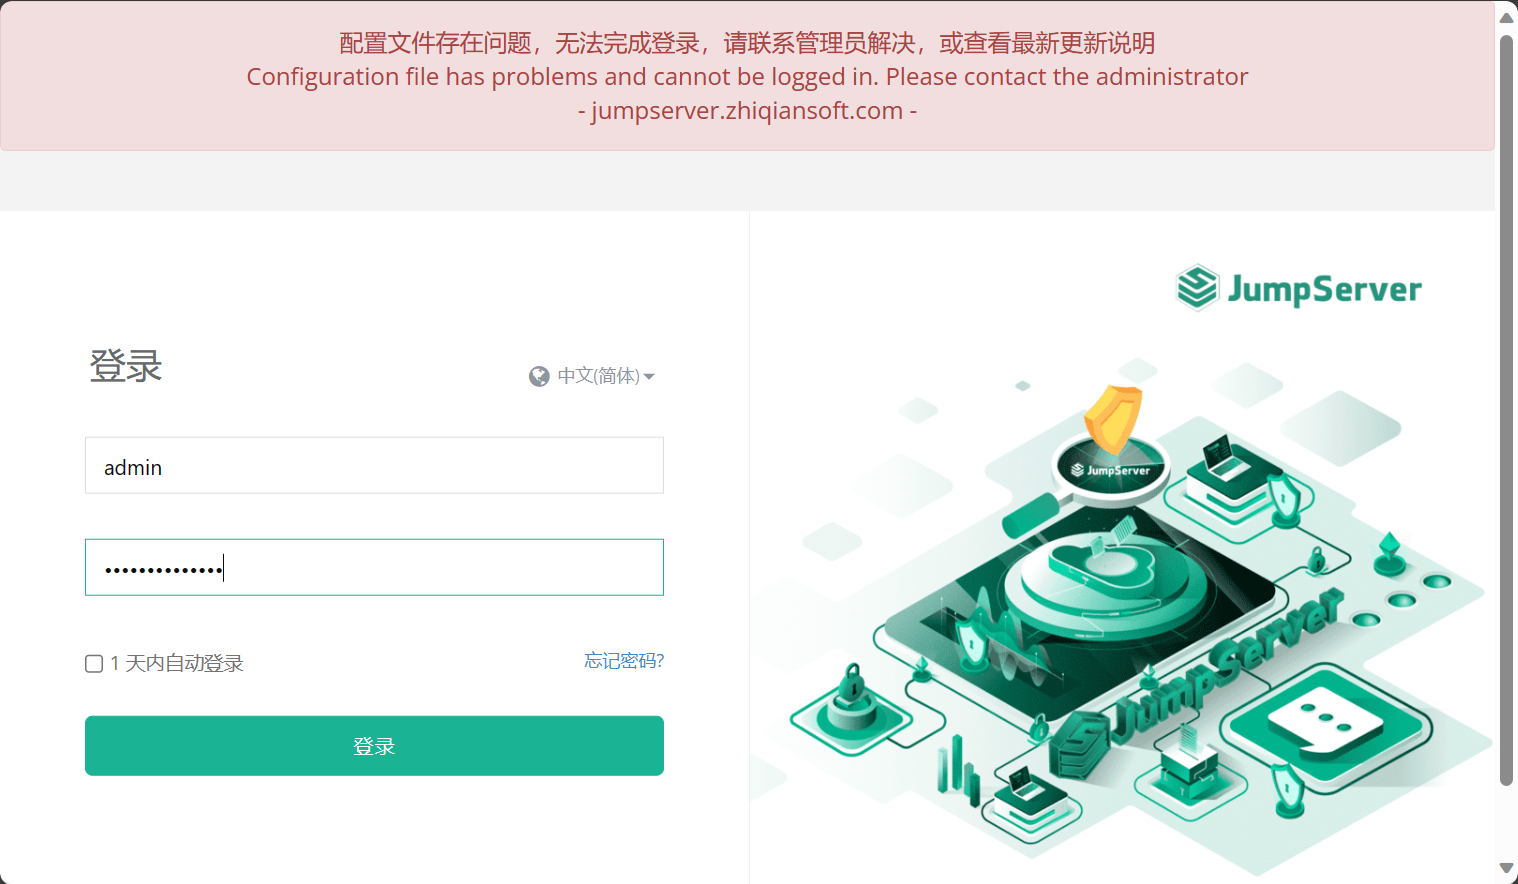 配置文件存在问题，无法完成登录，请联系管理员解决，或查看最新更新说明
Configuration file has problems and cannot be logged in. Please contact the administrator
- jumpserver.zhiqiansoft.com -
JumpServer
登录
中文(简体)
admin
1 天内自动登录
忘记密码?
登录
JumpServer
JumpServer